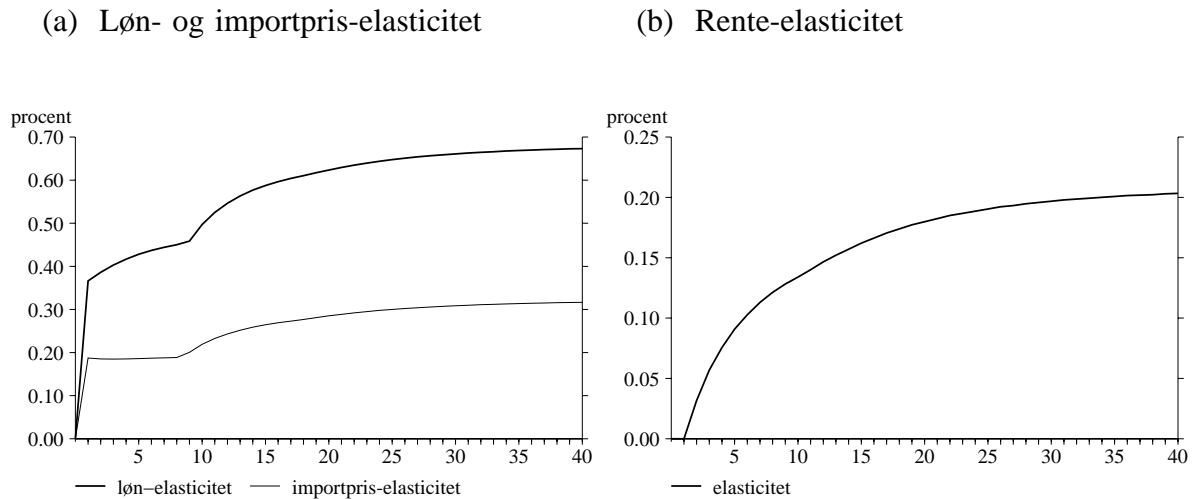 (a) Løn- og importpris-elasticitet
(b) Rente-elasticitet
procent
0.70
0.60
0.50
0.40
0.30
0.20
0.10
0.00
5 10 15 20 25 30 35 40
løn–elasticitet importpris-elasticitet
procent
0.25
0.20
0.15
0.10
0.05
0.00
5 10 15 20 25 30 35 40
elasticitet